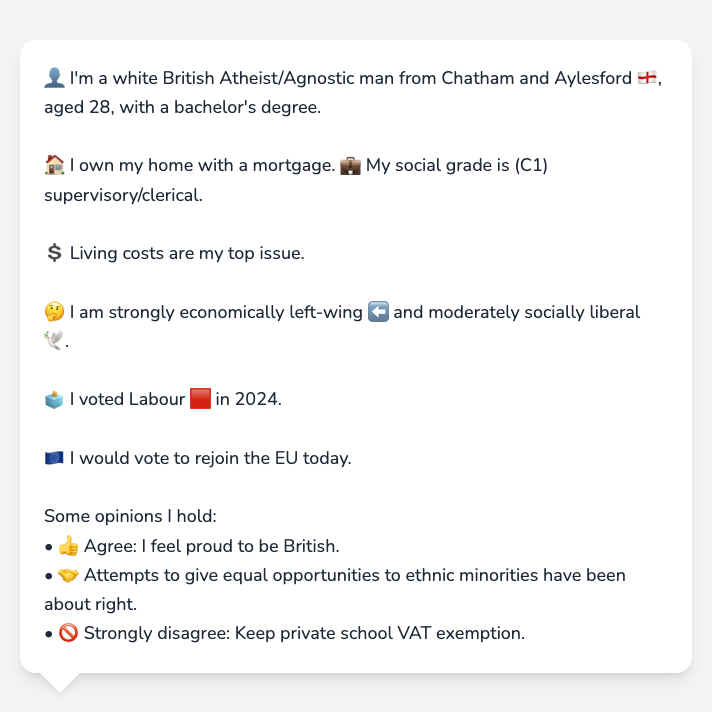 👤 I'm a white British Atheist/Agnostic man from Chatham and Aylesford 🏴󠁧󠁢󠁥󠁮󠁧󠁿,
aged 28, with a bachelor's degree.
🏠 I own my home with a mortgage. 💼 My social grade is (C1)
supervisory/clerical.
💲 Living costs are my top issue.
🤔 I am strongly economically left-wing ⬅️ and moderately socially liberal
🕊️.
🗳️ I voted Labour 🟥 in 2024.
🇪🇺 I would vote to rejoin the EU today.
Some opinions I hold:
• 👍 Agree: I feel proud to be British.
• 🤝 Attempts to give equal opportunities to ethnic minorities have been
about right.
• 🚫 Strongly disagree: Keep private school VAT exemption.